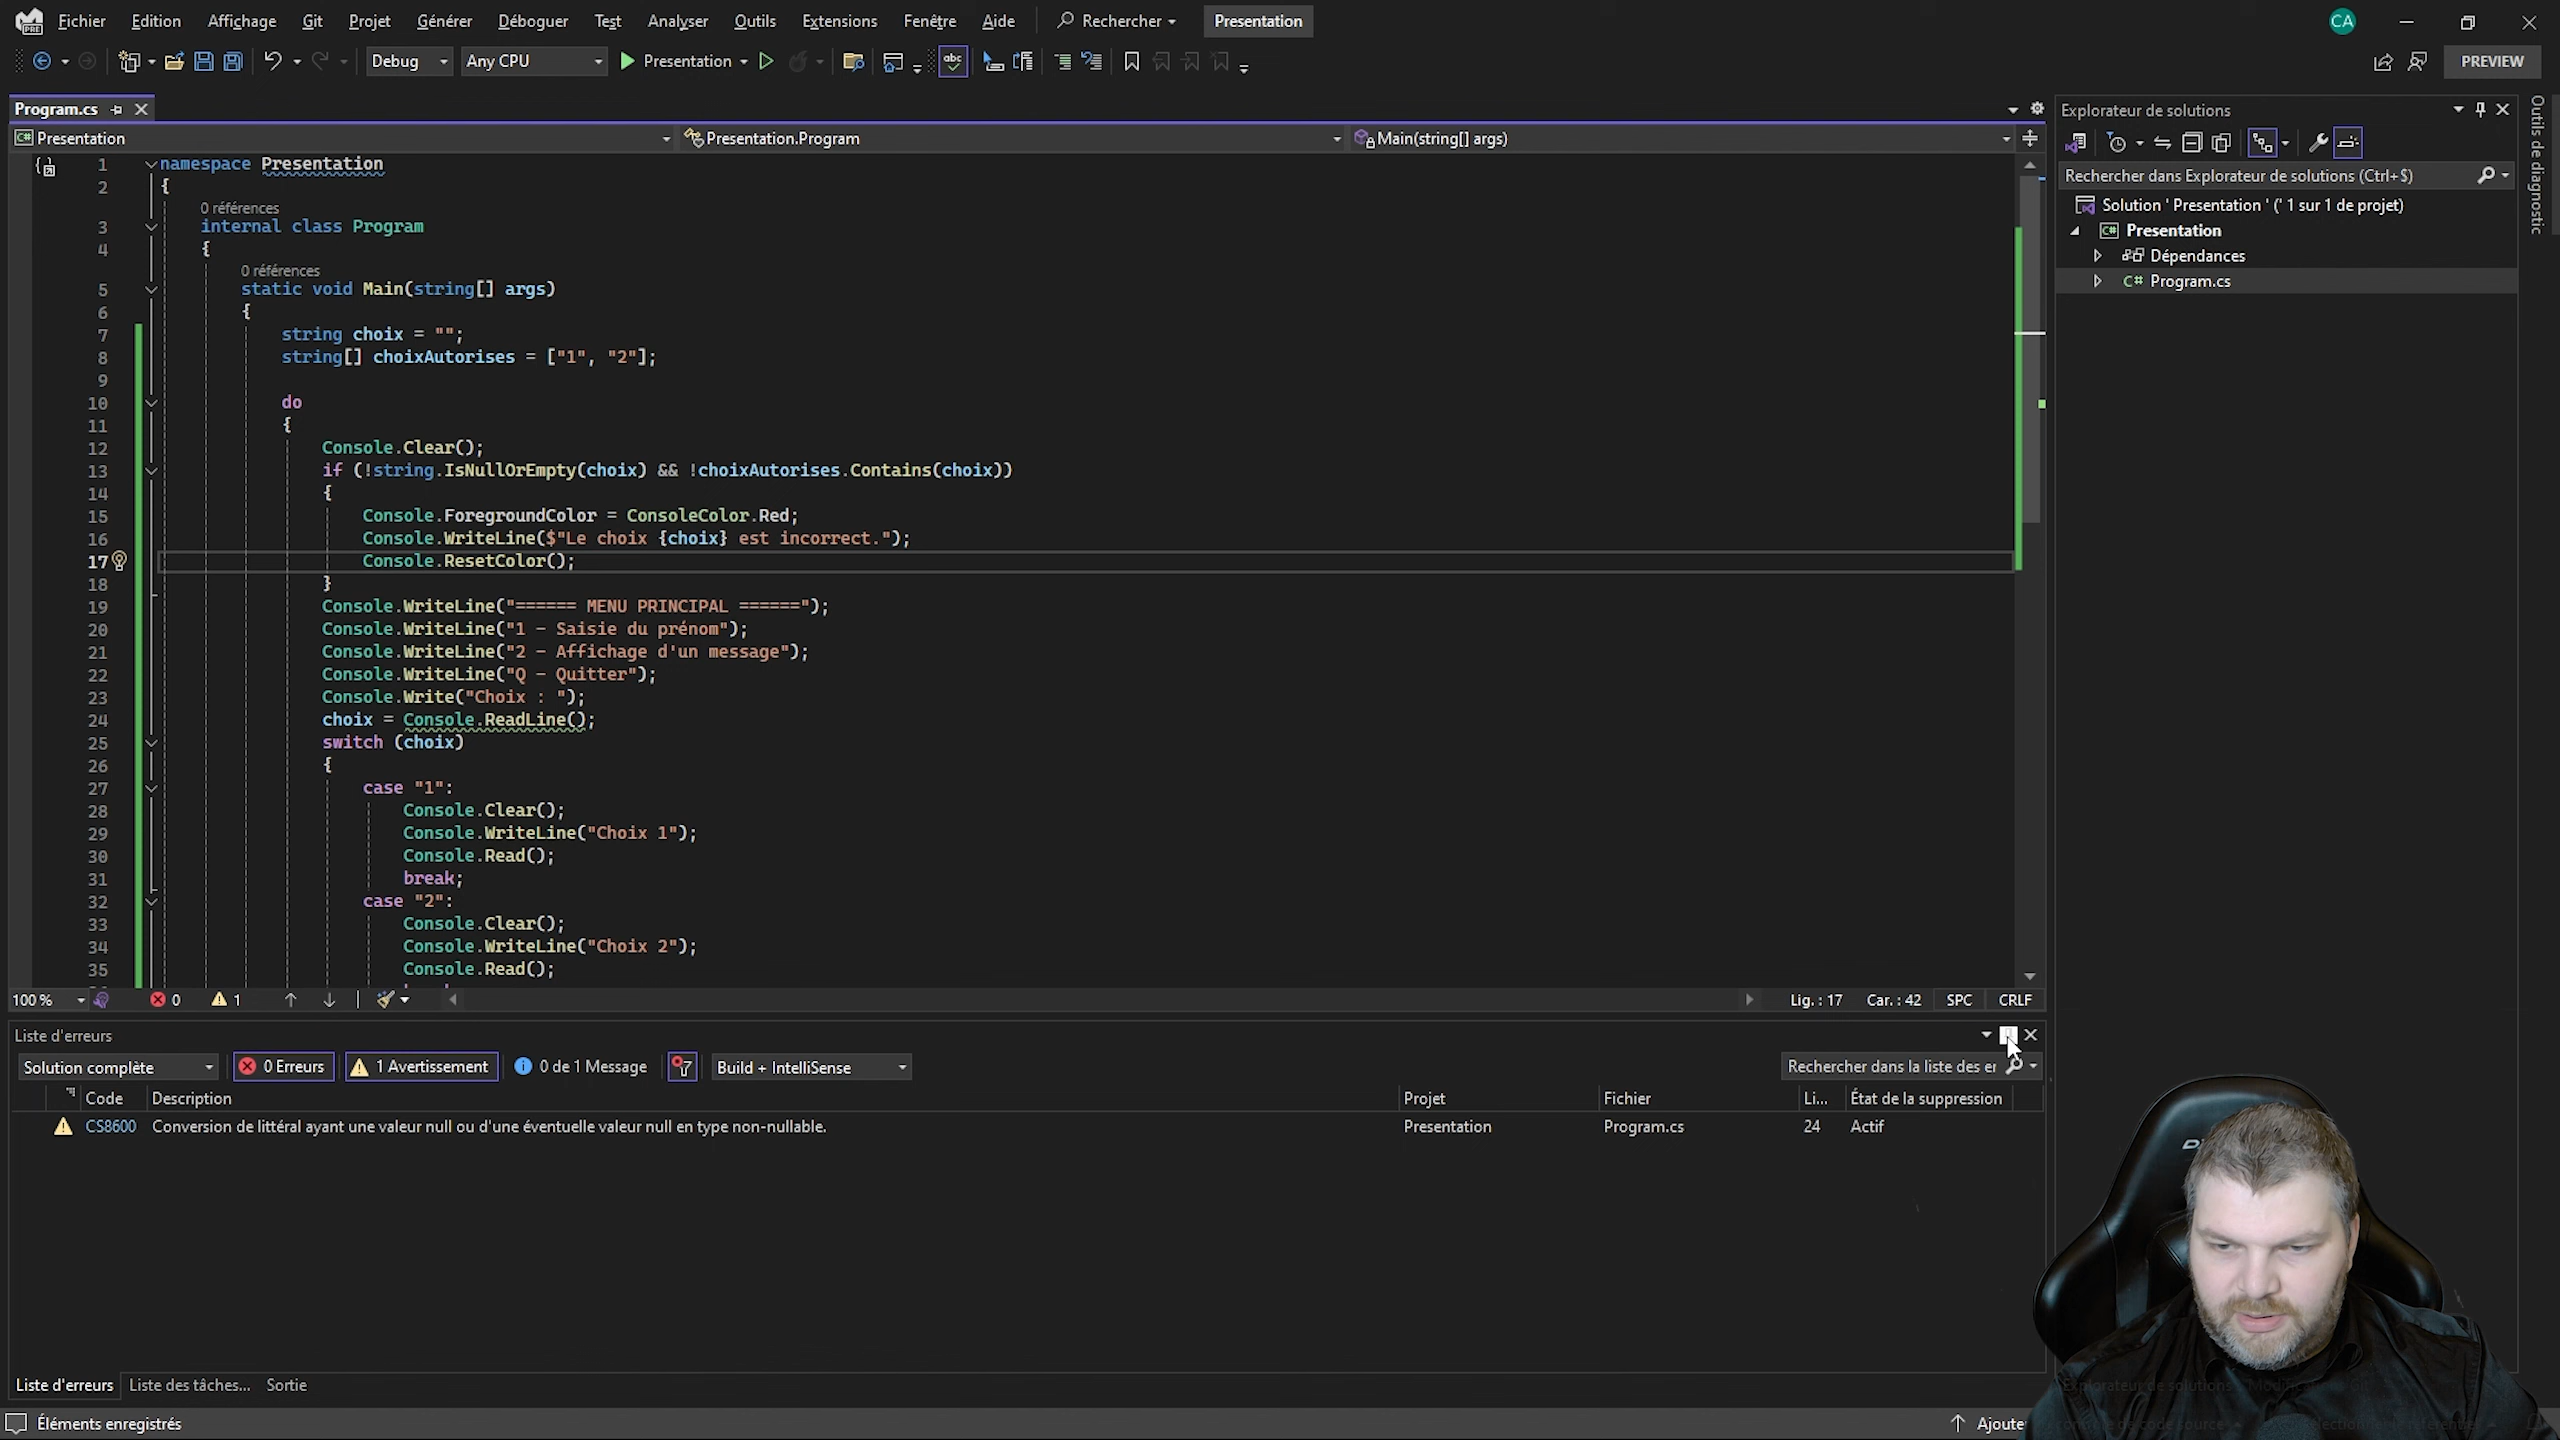 Fichier Edition Affichage Git Projet Générer Déboguer Test Analyser Outils Extensions Fenêtre Aide Rechercher Presentation CA
Debug Any CPU Presentation PREVIEW
Program.cs
Presentation Presentation.Program Main(string[] args)
1 namespace Presentation
2 {
0 références
3 internal class Program
4 {
0 références
5 static void Main(string[] args)
6 {
7 string choix = "";
8 string[] choixAutorises = ["1", "2"];
9
10 do
11 {
12 Console.Clear();
13 if (!string.IsNullOrEmpty(choix) && !choixAutorises.Contains(choix))
14 {
15 Console.ForegroundColor = ConsoleColor.Red;
16 Console.WriteLine($"Le choix {choix} est incorrect.");
17 Console.ResetColor();
18 }
19 Console.WriteLine("====== MENU PRINCIPAL ======");
20 Console.WriteLine("1 - Saisie du prénom");
21 Console.WriteLine("2 - Affichage d'un message");
22 Console.WriteLine("Q - Quitter");
23 Console.Write("Choix : ");
24 choix = Console.ReadLine();
25 switch (choix)
26 {
27 case "1":
28 Console.Clear();
29 Console.WriteLine("Choix 1");
30 Console.Read();
31 break;
32 case "2":
33 Console.Clear();
34 Console.WriteLine("Choix 2");
35 Console.Read();
100 % 0 1 Lig. : 17 Car. : 42 SPC CRLF
Explorateur de solutions
Rechercher dans Explorateur de solutions (Ctrl+$)
Solution ' Presentation ' (' 1 sur 1 de projet)
Presentation
Dépendances
C# Program.cs
Outils de diagnostic
Liste d'erreurs
Solution complète 0 Erreurs 1 Avertissement 0 de 1 Message Build + IntelliSense Rechercher dans la liste des er
Code Description Projet Fichier Li... État de la suppression
CS8600 Conversion de littéral ayant une valeur null ou d'une éventuelle valeur null en type non-nullable. Presentation Program.cs 24 Actif
Liste d'erreurs Liste des tâches... Sortie
Éléments enregistrés Ajouter